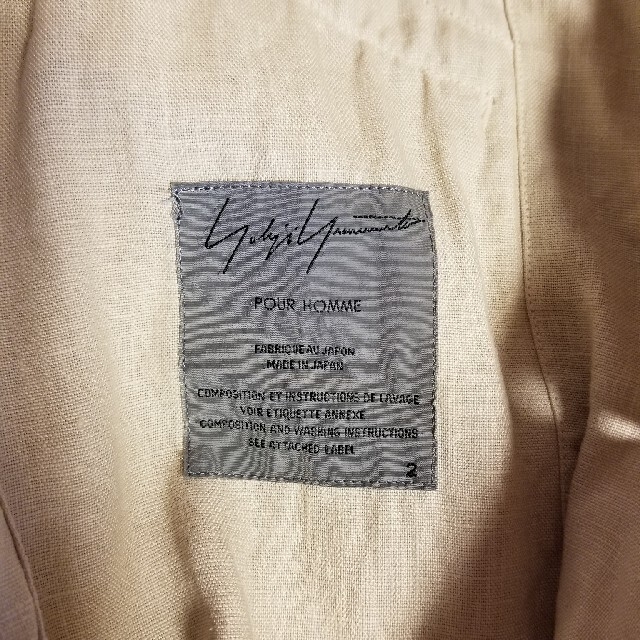 Yohji Yamamoto
POUR HOMME
FABRIQUE AU JAPON
MADE IN JAPAN
COMPOSITION ET INSTRUCTIONS DE LAVAGE
VOIR ETIQUETTE ANNEXE
COMPOSITION AND WASHING INSTRUCTIONS
SEE ATTACHED LABEL
2